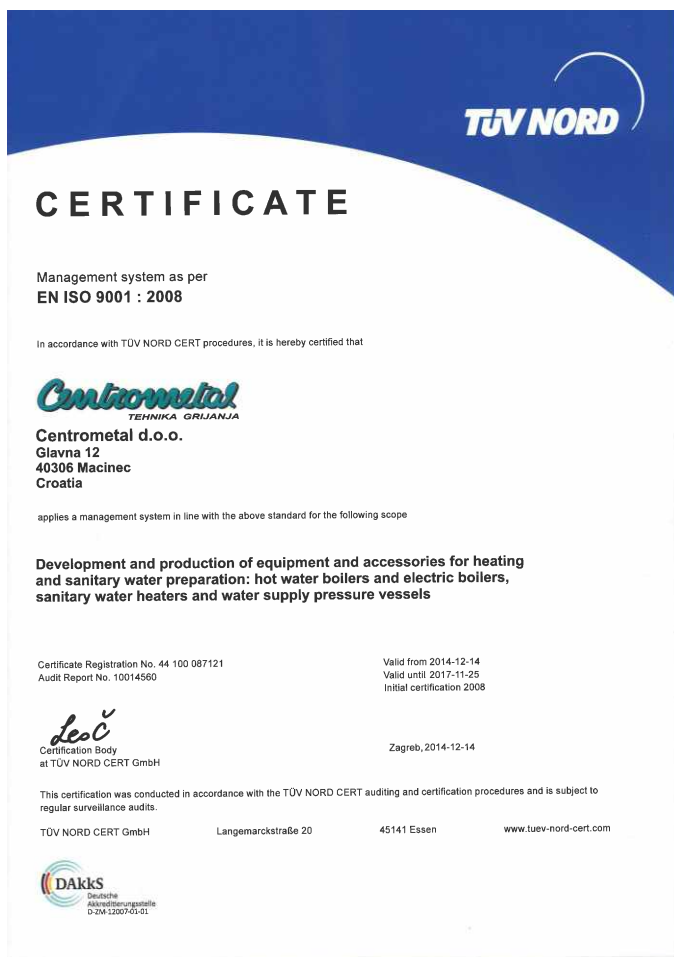 TÜV NORD
CERTIFICATE
Management system as per
EN ISO 9001 : 2008
In accordance with TÜV NORD CERT procedures, it is hereby certified that
Centrometal
TEHNIKA GRIJANJA
Centrometal d.o.o.
Glavna 12
40306 Macinec
Croatia
applies a management system in line with the above standard for the following scope
Development and production of equipment and accessories for heating
and sanitary water preparation: hot water boilers and electric boilers,
sanitary water heaters and water supply pressure vessels
Certificate Registration No. 44 100 087121
Audit Report No. 10014560
Valid from 2014-12-14
Valid until 2017-11-25
Initial certification 2008
Lesč
Certification Body
at TÜV NORD CERT GmbH
Zagreb, 2014-12-14
This certification was conducted in accordance with the TÜV NORD CERT auditing and certification procedures and is subject to
regular surveillance audits.
TÜV NORD CERT GmbH Langemarckstraße 20 45141 Essen www.tuev-nord-cert.com
DAkkS
Deutsche
Akkreditierungsstelle
D-ZM-12007-01-01